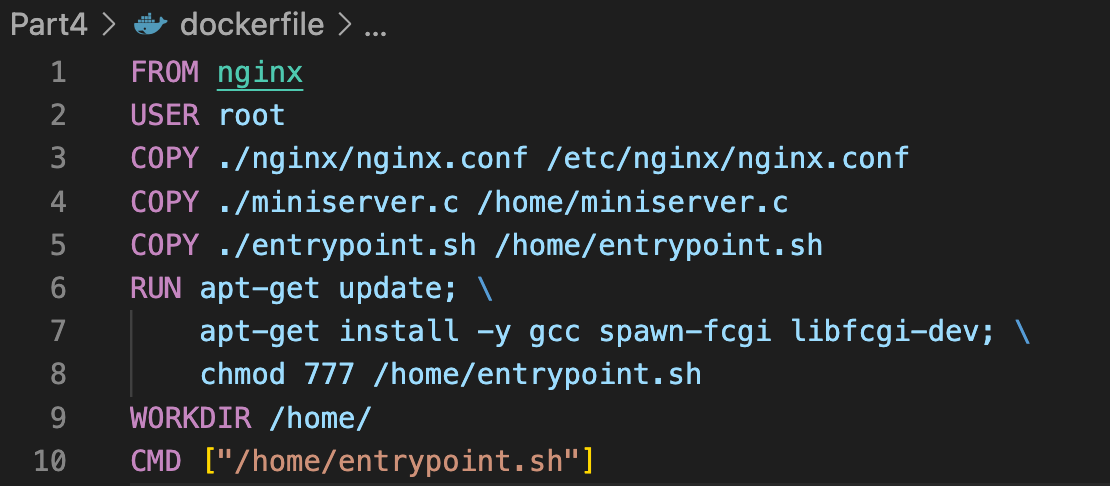 Part4 > dockerfile > ...
1 FROM nginx
2 USER root
3 COPY ./nginx/nginx.conf /etc/nginx/nginx.conf
4 COPY ./miniserver.c /home/miniserver.c
5 COPY ./entrypoint.sh /home/entrypoint.sh
6 RUN apt-get update; \
7 apt-get install -y gcc spawn-fcgi libfcgi-dev; \
8 chmod 777 /home/entrypoint.sh
9 WORKDIR /home/
10 CMD ["/home/entrypoint.sh"]